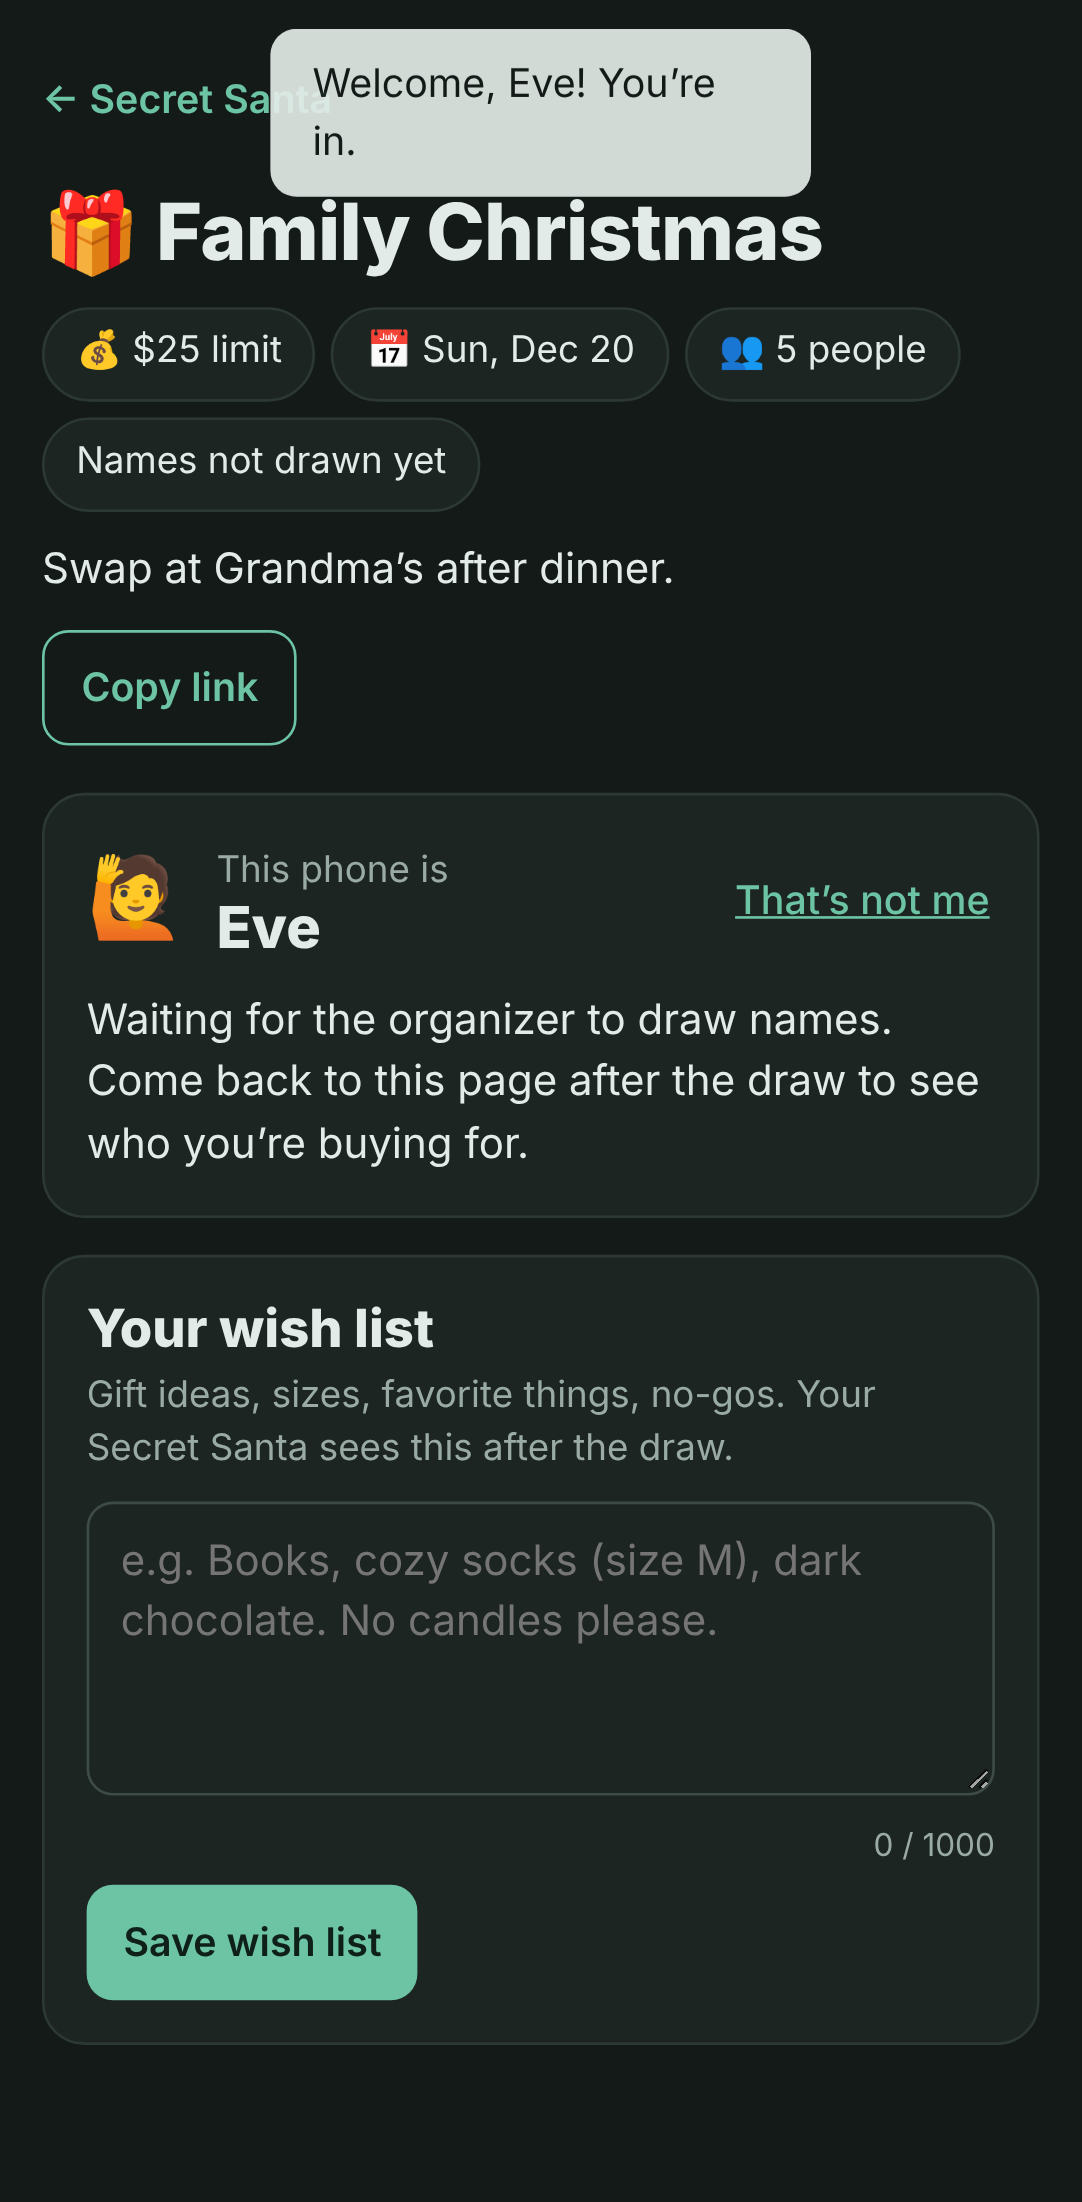 ← Secret Santa
Welcome, Eve! You’re
in.
🎁 Family Christmas
💰 $25 limit
📅 Sun, Dec 20
👥 5 people
Names not drawn yet
Swap at Grandma’s after dinner.
Copy link
This phone is
Eve
That’s not me
Waiting for the organizer to draw names.
Come back to this page after the draw to see
who you’re buying for.
Your wish list
Gift ideas, sizes, favorite things, no-gos. Your
Secret Santa sees this after the draw.
e.g. Books, cozy socks (size M), dark
chocolate. No candles please.
0 / 1000
Save wish list